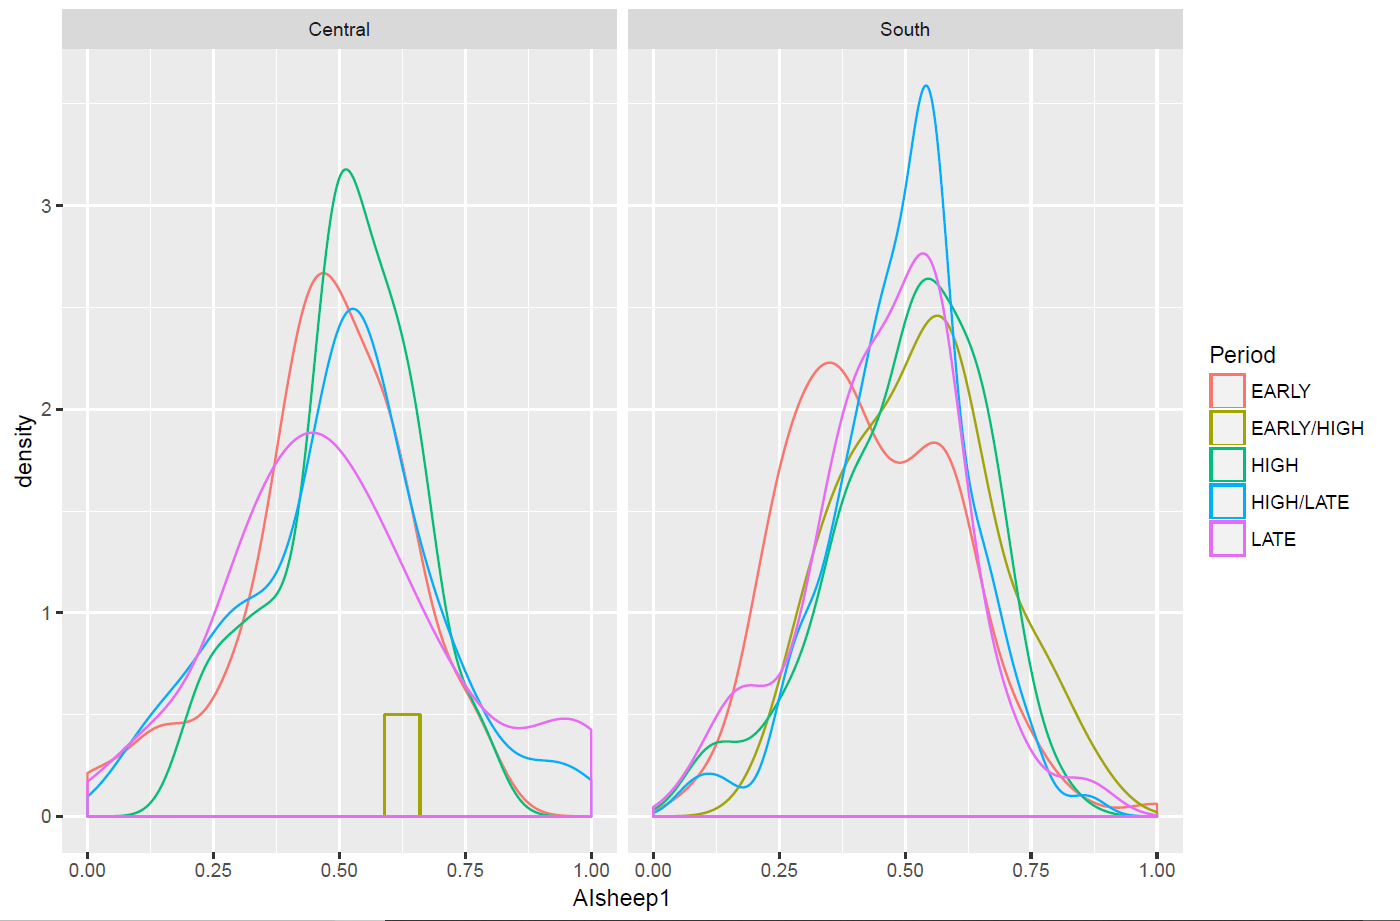 Central
South
3
2
1
0
density
0.00 0.25 0.50 0.75 1.00
0.00 0.25 0.50 0.75 1.00
AIsheep1
Period
EARLY
EARLY/HIGH
HIGH
HIGH/LATE
LATE